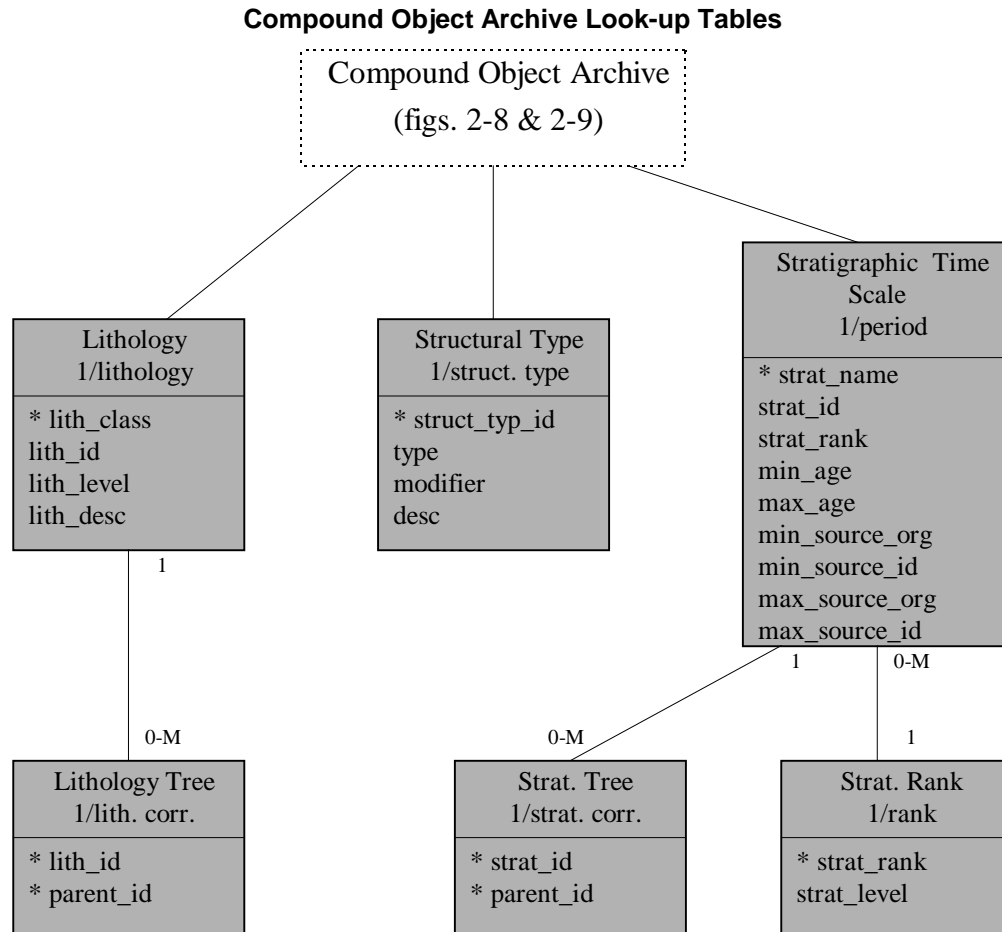 Compound Object Archive Look-up Tables
Compound Object Archive
(figs. 2-8 & 2-9)
Lithology
1/lithology
* lith_class
lith_id
lith_level
lith_desc
1
Structural Type
1/struct. type
* struct_typ_id
type
modifier
desc
Stratigraphic Time
Scale
1/period
* strat_name
strat_id
strat_rank
min_age
max_age
min_source_org
min_source_id
max_source_org
max_source_id
1
0-M
0-M
Lithology Tree
1/lith. corr.
* lith_id
* parent_id
0-M
Strat. Tree
1/strat. corr.
* strat_id
* parent_id
1
Strat. Rank
1/rank
* strat_rank
strat_level